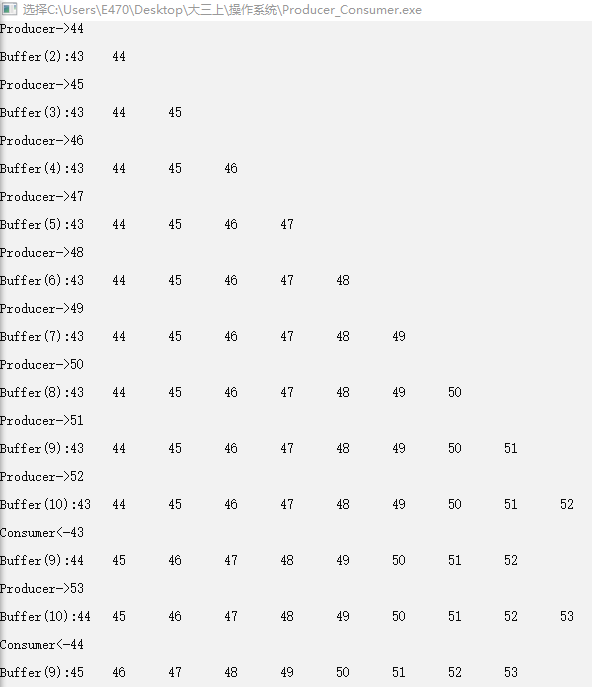 选择C:\Users\E470\Desktop\大三上\操作系统\Producer_Consumer.exe
Producer->44
Buffer(2):43 44
Producer->45
Buffer(3):43 44 45
Producer->46
Buffer(4):43 44 45 46
Producer->47
Buffer(5):43 44 45 46 47
Producer->48
Buffer(6):43 44 45 46 47 48
Producer->49
Buffer(7):43 44 45 46 47 48 49
Producer->50
Buffer(8):43 44 45 46 47 48 49 50
Producer->51
Buffer(9):43 44 45 46 47 48 49 50 51
Producer->52
Buffer(10):43 44 45 46 47 48 49 50 51 52
Consumer<-43
Buffer(9):44 45 46 47 48 49 50 51 52
Producer->53
Buffer(10):44 45 46 47 48 49 50 51 52 53
Consumer<-44
Buffer(9):45 46 47 48 49 50 51 52 53